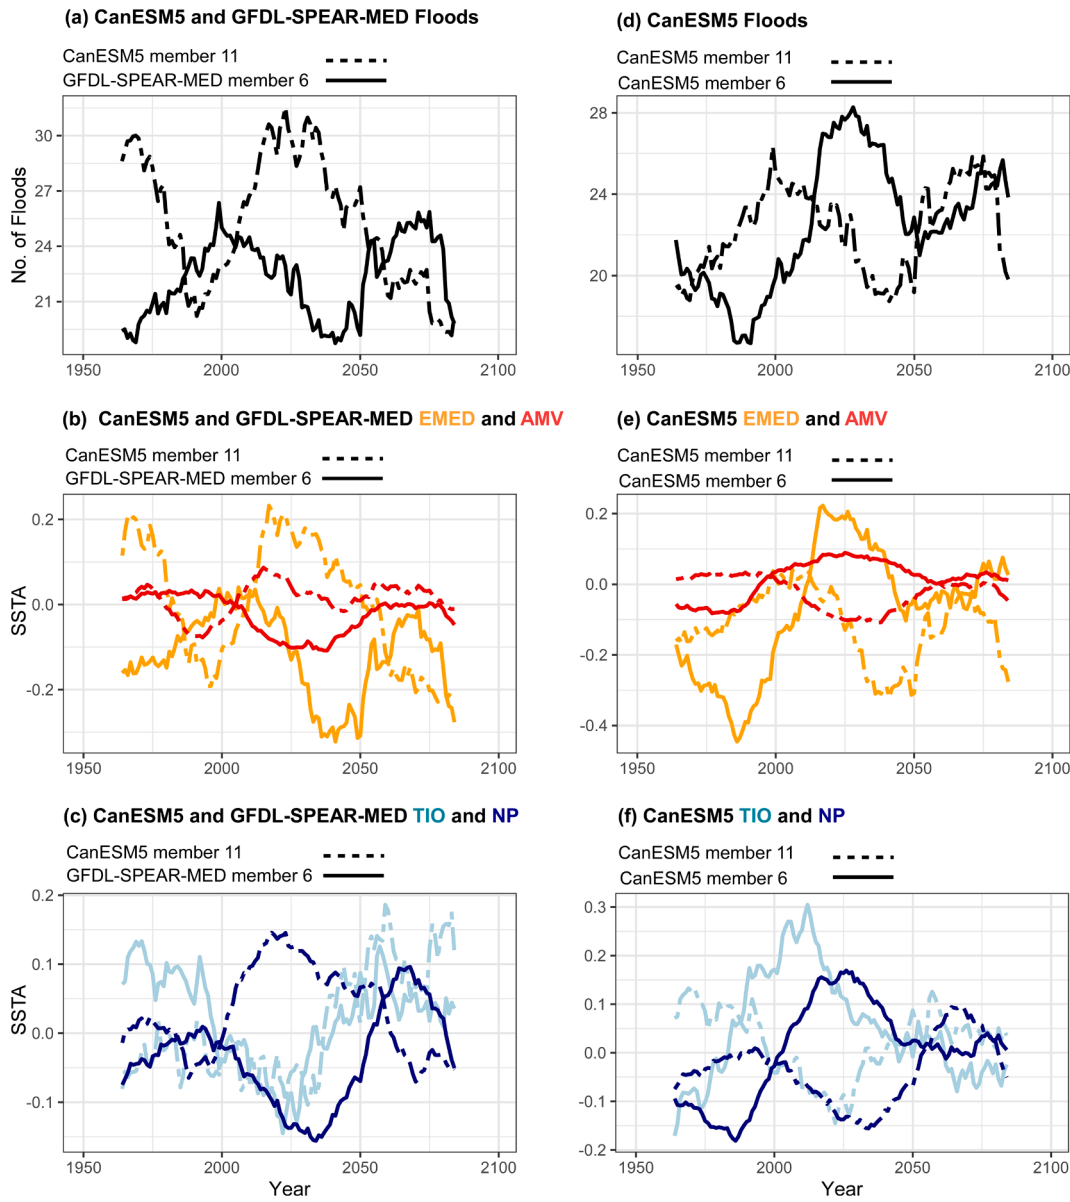 (a) CanESM5 and GFDL-SPEAR-MED Floods
CanESM5 member 11
GFDL-SPEAR-MED member 6
No. of Floods
30
27
24
21
1950
2000
2050
2100
(d) CanESM5 Floods
CanESM5 member 11
CanESM5 member 6
28
24
20
1950
2000
2050
2100
(b) CanESM5 and GFDL-SPEAR-MED EMED and AMV
CanESM5 member 11
GFDL-SPEAR-MED member 6
SSTA
0.2
0.0
-0.2
1950
2000
2050
2100
(e) CanESM5 EMED and AMV
CanESM5 member 11
CanESM5 member 6
0.2
0.0
-0.2
-0.4
1950
2000
2050
2100
(c) CanESM5 and GFDL-SPEAR-MED TIO and NP
CanESM5 member 11
GFDL-SPEAR-MED member 6
SSTA
0.2
0.1
0.0
-0.1
1950
2000
2050
2100
Year
(f) CanESM5 TIO and NP
CanESM5 member 11
CanESM5 member 6
0.3
0.2
0.1
0.0
-0.1
-0.2
1950
2000
2050
2100
Year